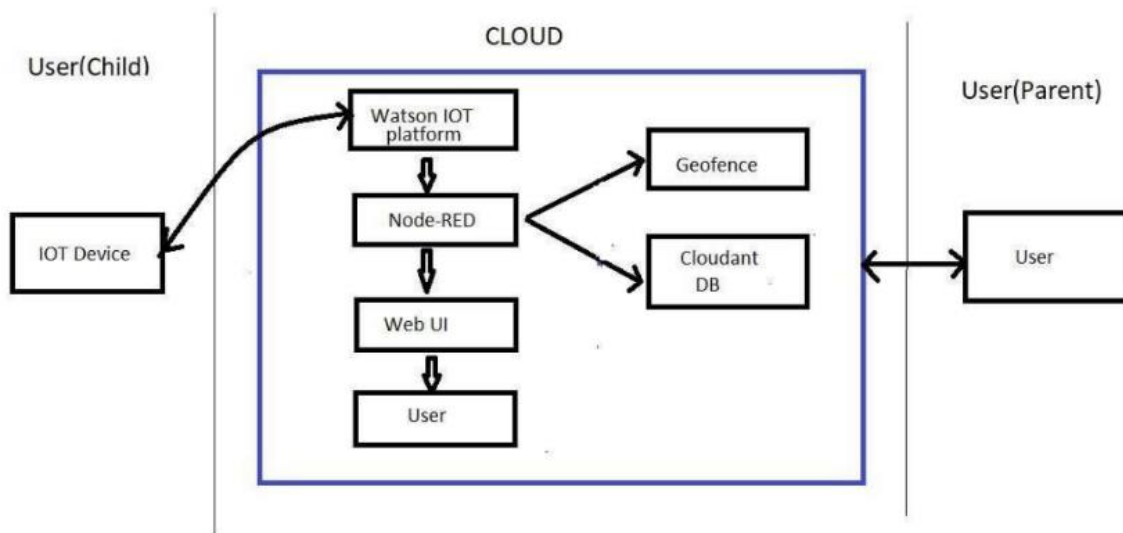 User(Child)
CLOUD
User(Parent)
Watson IOT
platform
Geofence
Node-RED
IOT Device
Cloudant
DB
User
Web UI
User